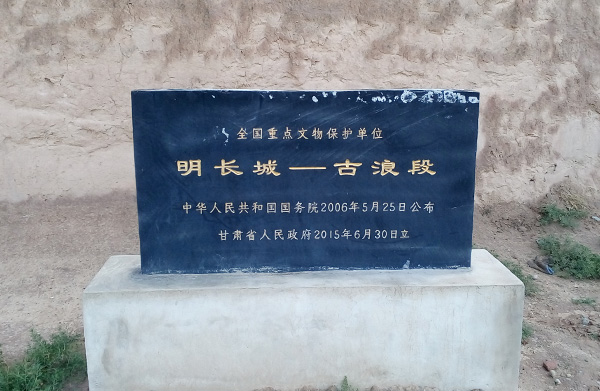 全国重点文物保护单位
明长城—古浪段
中华人民共和国国务院2006年5月25日公布
甘肃省人民政府2015年6月30日立